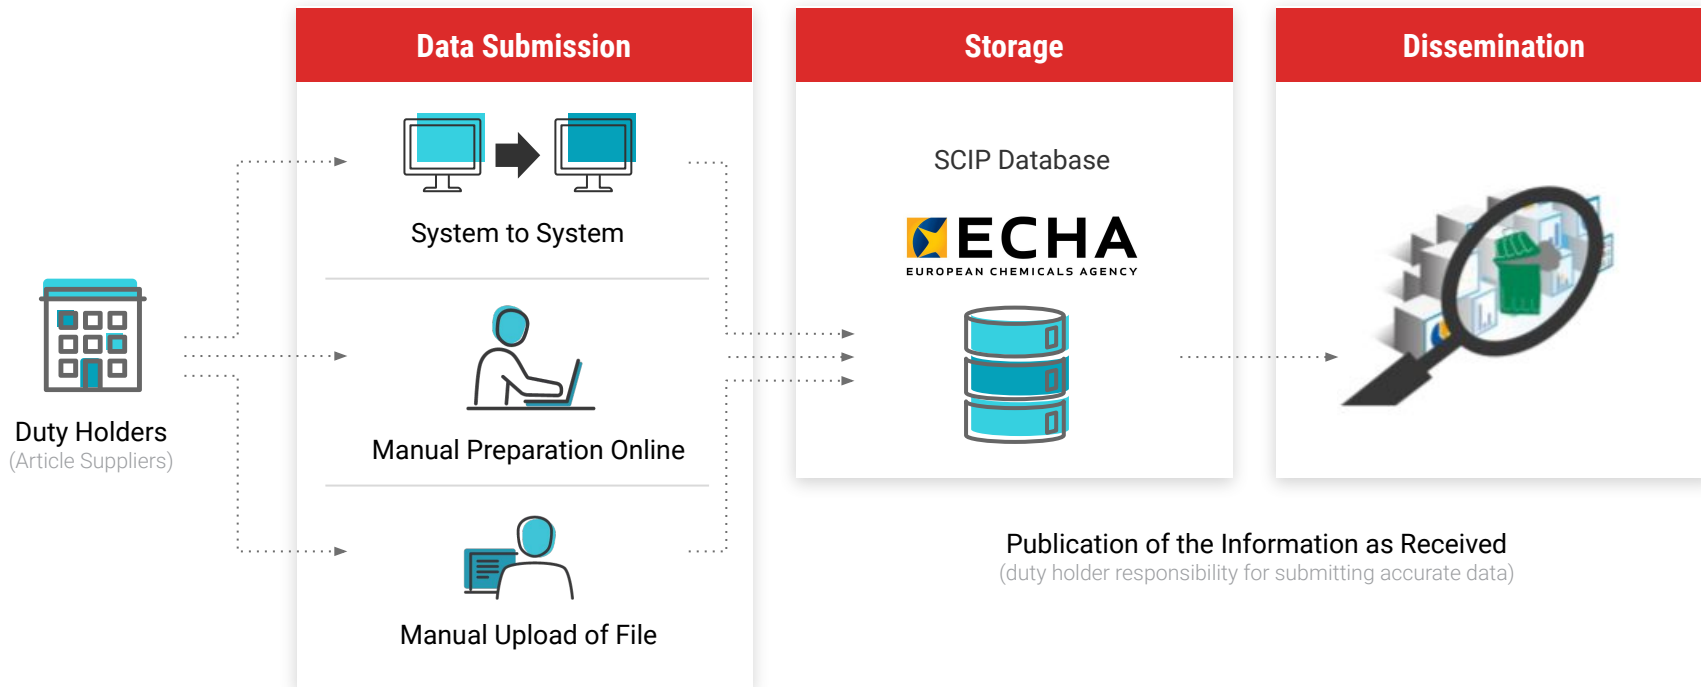 Data Submission
Storage
Dissemination
System to System
Manual Preparation Online
Manual Upload of File
Duty Holders
(Article Suppliers)
SCIP Database
ECHA
EUROPEAN CHEMICALS AGENCY
Publication of the Information as Received
(duty holder responsibility for submitting accurate data)